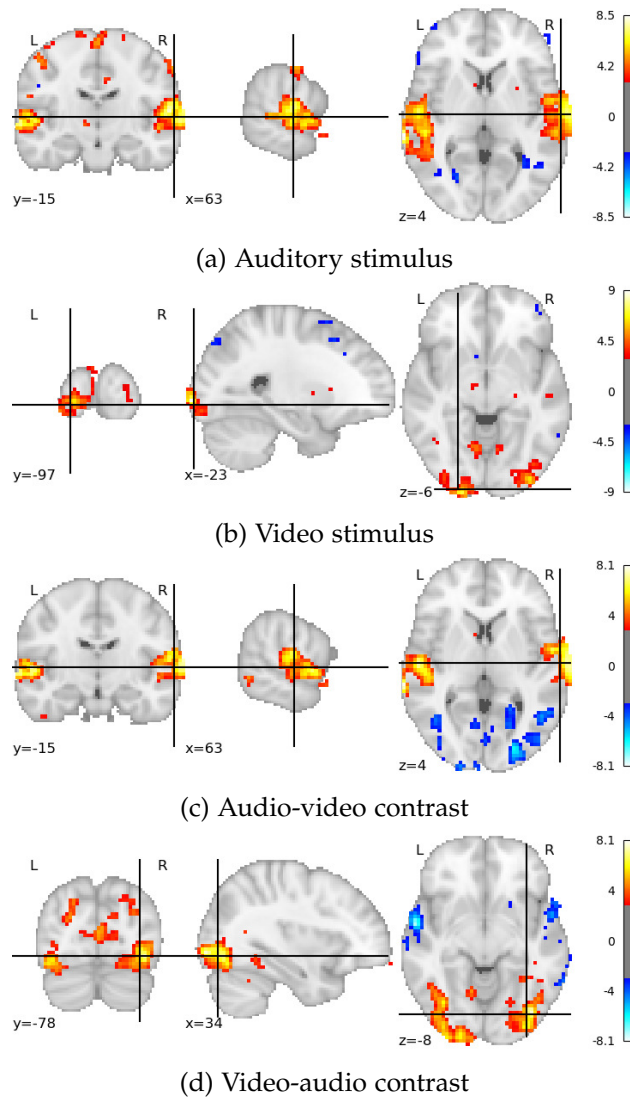 L R L R 8.5
4.2
0
-4.2
y=-15 x=63 z=4 -8.5
(a) Auditory stimulus
L R L R 9
4.5
0
-4.5
y=-97 x=-23 z=-6 -9
(b) Video stimulus
L R L R 8.1
4
0
-4
y=-15 x=63 z=4 -8.1
(c) Audio-video contrast
L R L R 8.1
4
0
-4
y=-78 x=34 z=-8 -8.1
(d) Video-audio contrast